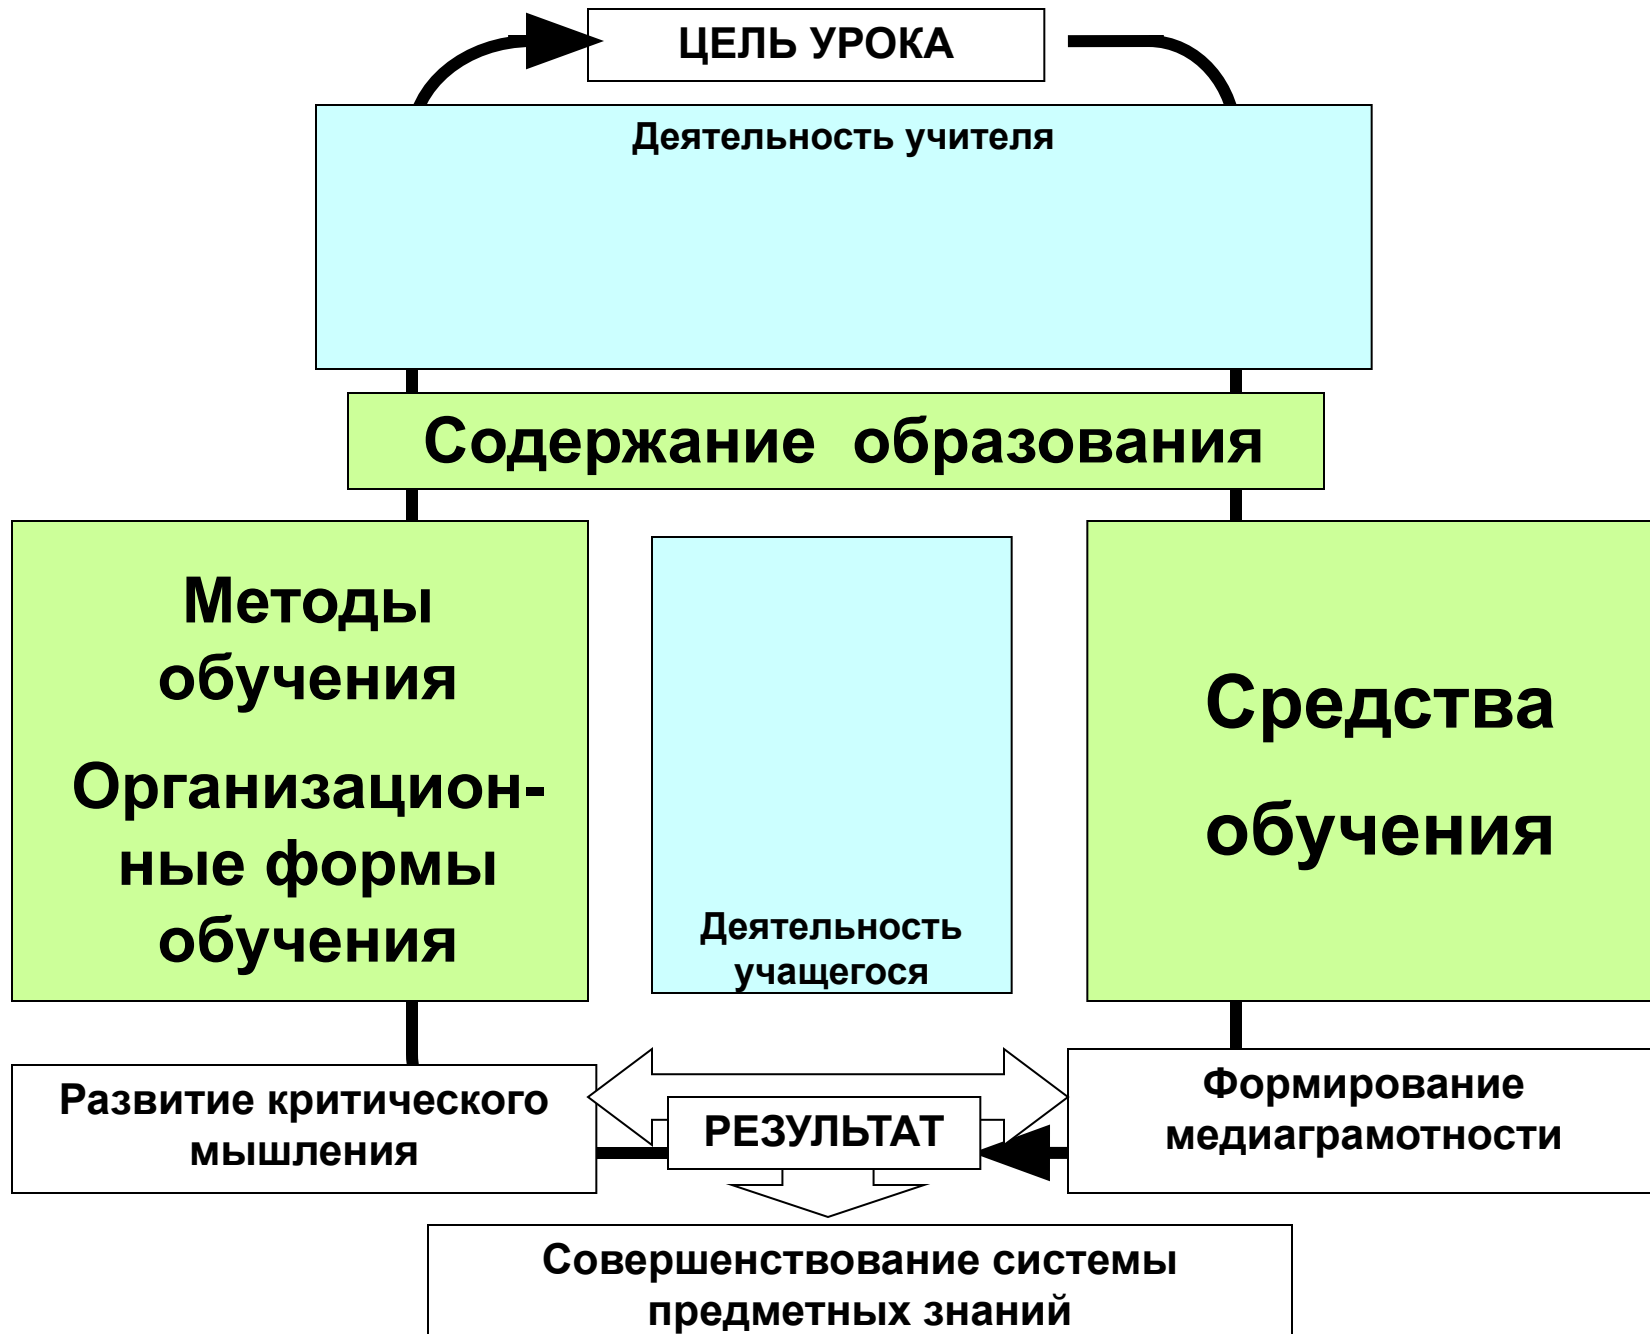 ЦЕЛЬ УРОКА
Деятельность учителя
Содержание образования
Методы
обучения
Организацион-
ные формы
обучения
Деятельность
учащегося
Средства
обучения
Развитие критического
мышления
РЕЗУЛЬТАТ
Формирование
медиаграмотности
Совершенствование системы
предметных знаний